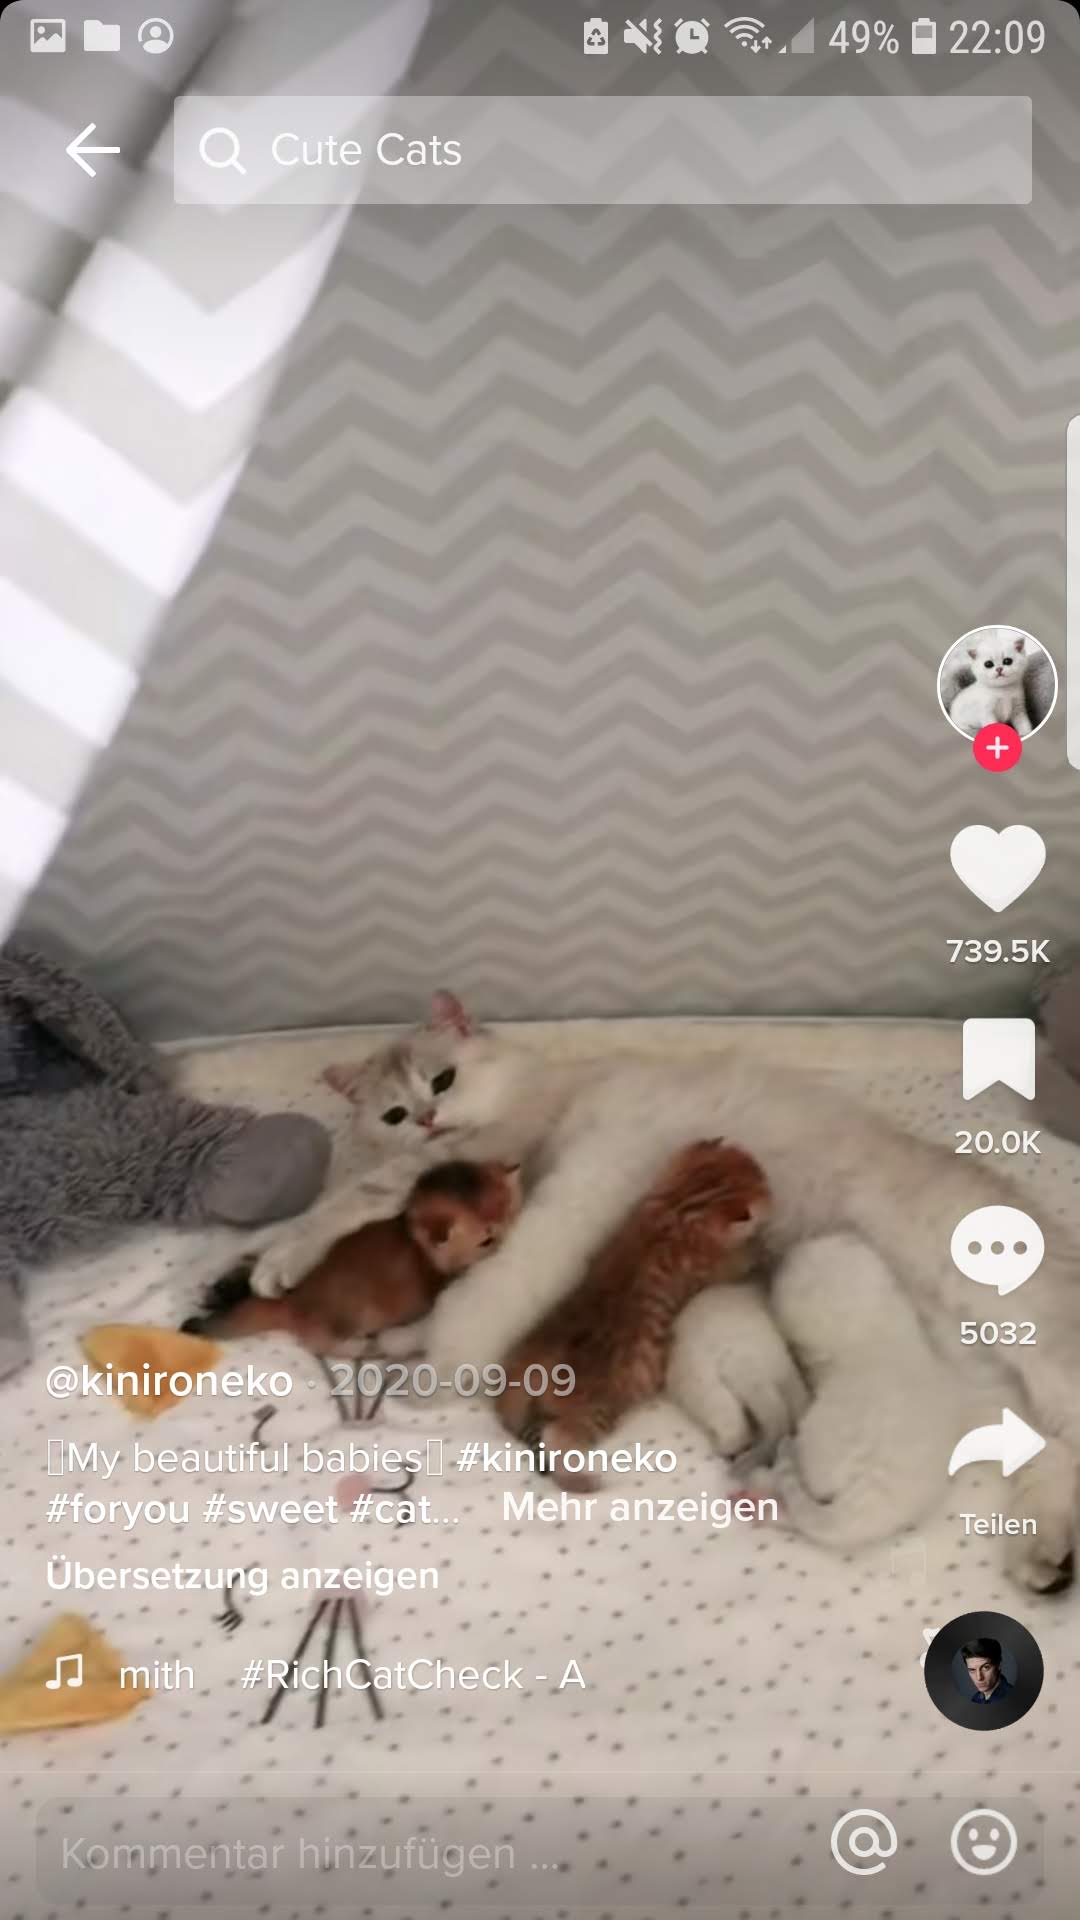 49% 22:09
Cute Cats
739.5K
20.0K
5032
@kinironeko · 2020-09-09
My beautiful babies #kinironeko
#foryou #sweet #cat... Mehr anzeigen
Teilen
Übersetzung anzeigen
mith #RichCatCheck - A
Kommentar hinzufügen ...